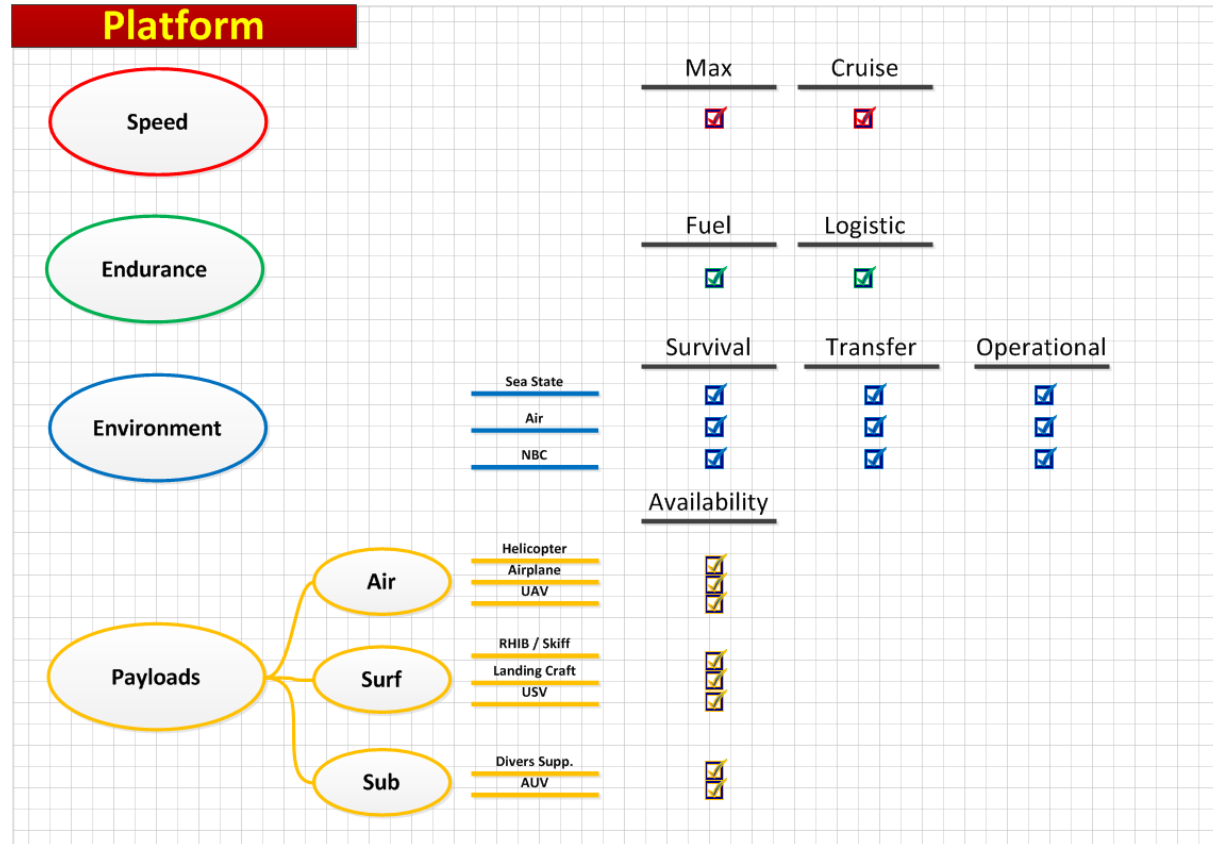 Platform
Max Cruise
Speed
Fuel Logistic
Endurance
Survival Transfer Operational
Sea State
Air
Environment
NBC
Availability
Helicopter
Airplane
Air
UAV
RHIB / Skiff
Landing Craft
Payloads
Surf
USV
Divers Supp.
Sub
AUV